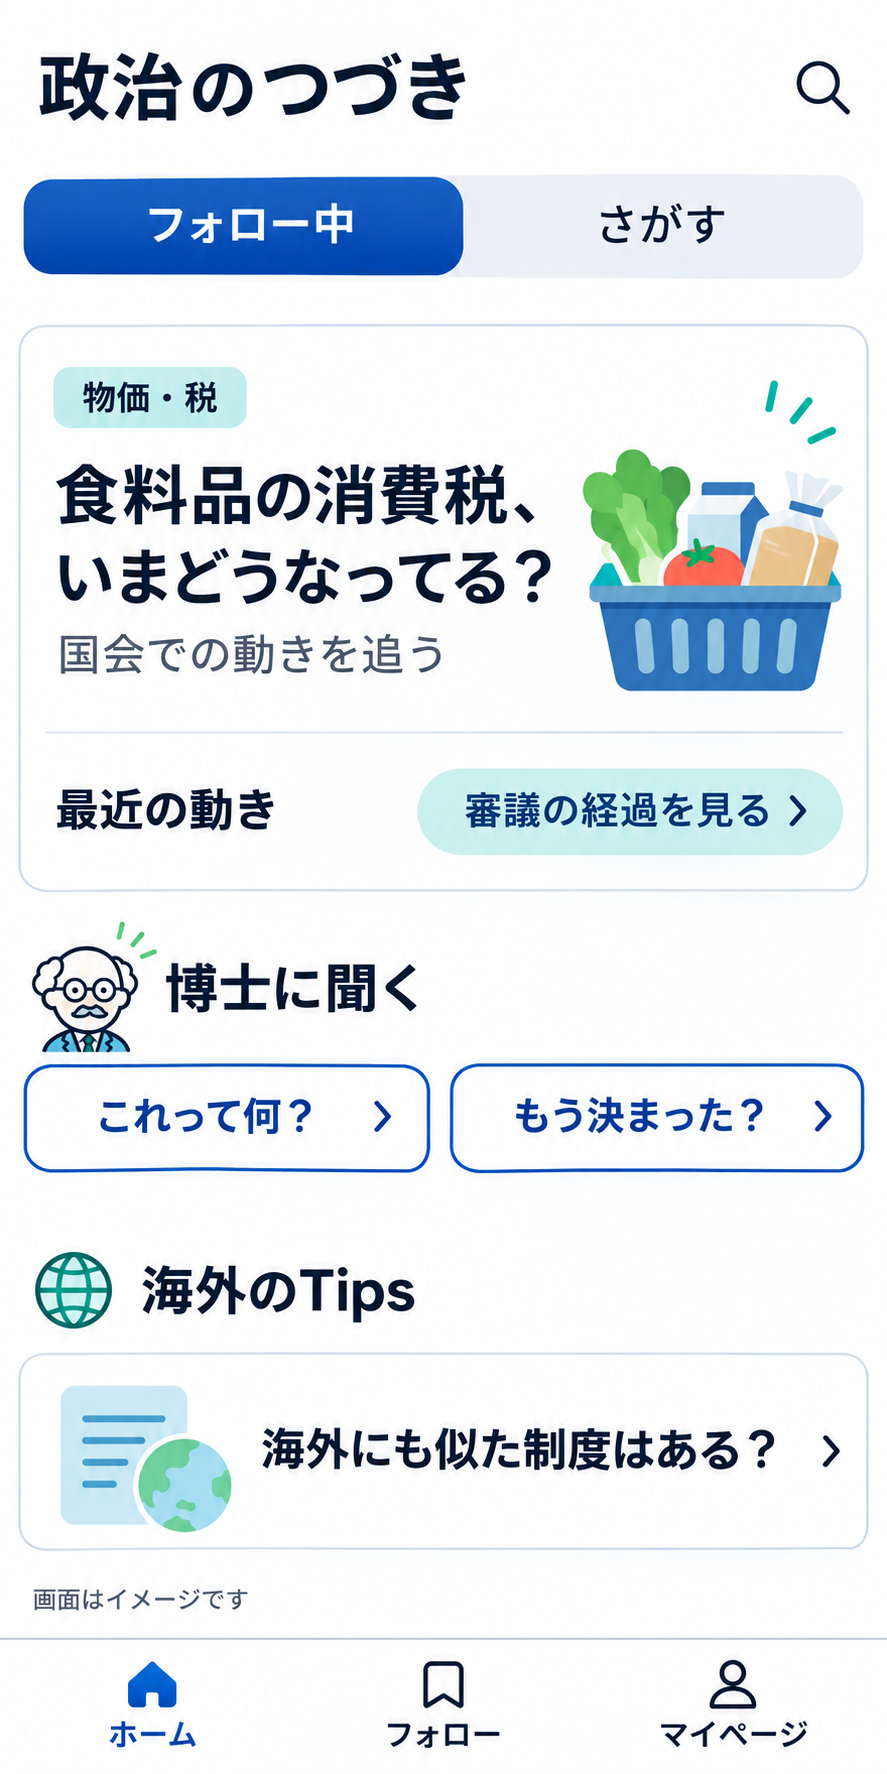 政治のつづき
フォロー中
さがす
物価・税
食料品の消費税、
いまどうなってる?
国会での動きを追う
最近の動き
審議の経過を見る
博士に聞く
これって何?
もう決まった?
海外のTips
海外にも似た制度はある?
画面はイメージです
ホーム
フォロー
マイページ